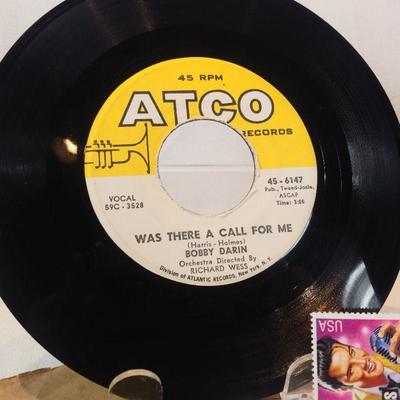 45 RPM
ATCO
RECORDS
VOCAL
59C - 3528
45 - 6147
Pub., Tweed-Josie,
ASCAP
Time: 3:00
WAS THERE A CALL FOR ME
(Harris - Holmes)
BOBBY DARIN
Orchestra Directed By
RICHARD WESS
Division of ATLANTIC RECORDS, New York, N. Y.
USA